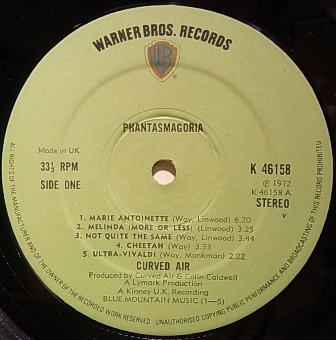 WARNER BROS. RECORDS
PHANTASMAGORIA
Made in UK
33⅓ RPM
SIDE ONE
K 46158
℗ 1972
K 46158 A
STEREO
V
1. MARIE ANTOINETTE (Way, Linwood) 6.20
2. MELINDA (MORE OR LESS) (Linwood) 3.25
3. NOT QUITE THE SAME (Way, Linwood) 3.44
4. CHEETAH (Way) 3.33
5. ULTRA-VIVALDI (Way, Monkman) 2.22
CURVED AIR
Produced by Curved Air & Colin Caldwell
A Lymark Production
A Kinney U.K. Recording
BLUE MOUNTAIN MUSIC (1—5)
ALL RIGHTS OF THE MANUFACTURER AND OF THE OWNER OF THE RECORDED WORK RESERVED · UNAUTHORISED COPYING PUBLIC PERFORMANCE AND BROADCASTING OF THIS RECORD PROHIBITED